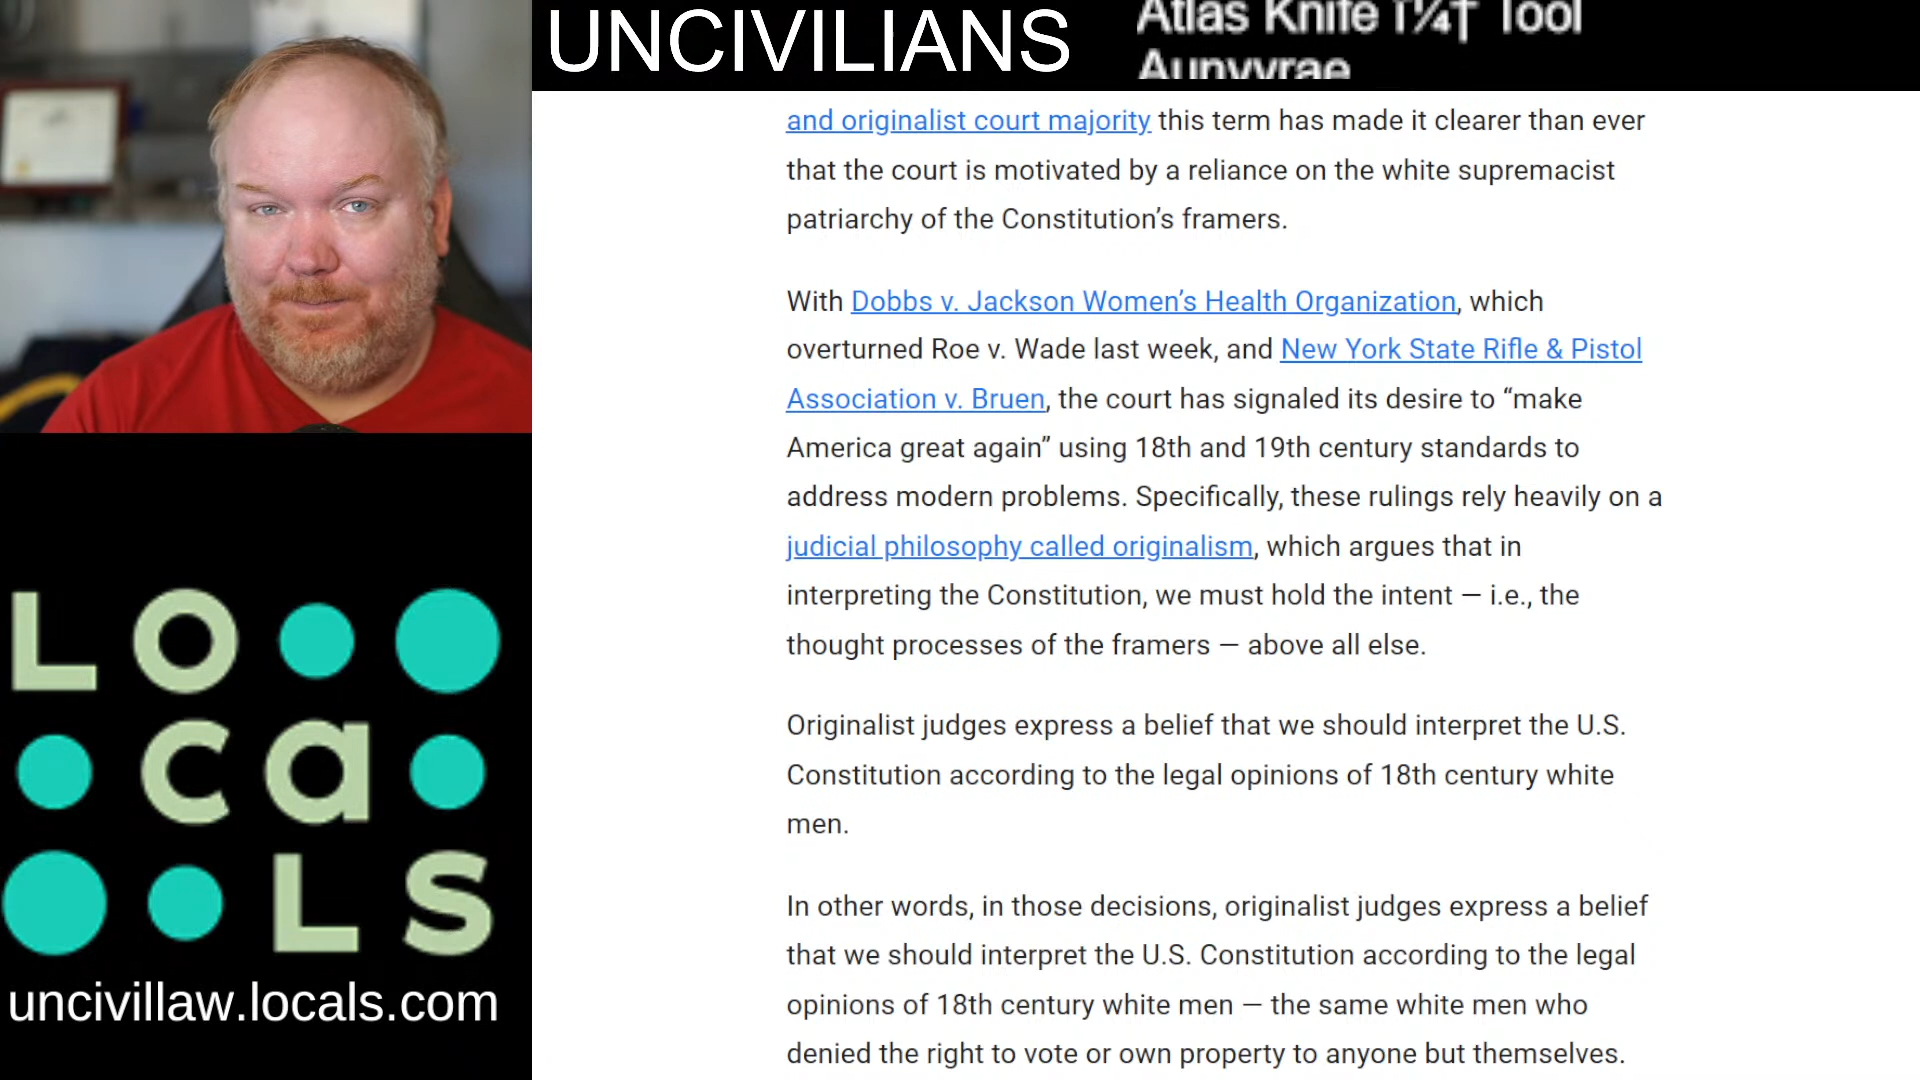 UNCIVILIANS
Atlas Knife ï¼† Tool
Aupyvrae
and originalist court majority this term has made it clearer than ever
that the court is motivated by a reliance on the white supremacist
patriarchy of the Constitution’s framers.
With Dobbs v. Jackson Women’s Health Organization, which
overturned Roe v. Wade last week, and New York State Rifle & Pistol
Association v. Bruen, the court has signaled its desire to “make
America great again” using 18th and 19th century standards to
address modern problems. Specifically, these rulings rely heavily on a
judicial philosophy called originalism, which argues that in
interpreting the Constitution, we must hold the intent — i.e., the
thought processes of the framers — above all else.
Originalist judges express a belief that we should interpret the U.S.
Constitution according to the legal opinions of 18th century white
men.
In other words, in those decisions, originalist judges express a belief
that we should interpret the U.S. Constitution according to the legal
opinions of 18th century white men — the same white men who
denied the right to vote or own property to anyone but themselves.
LO
ca
LS
uncivillaw.locals.com